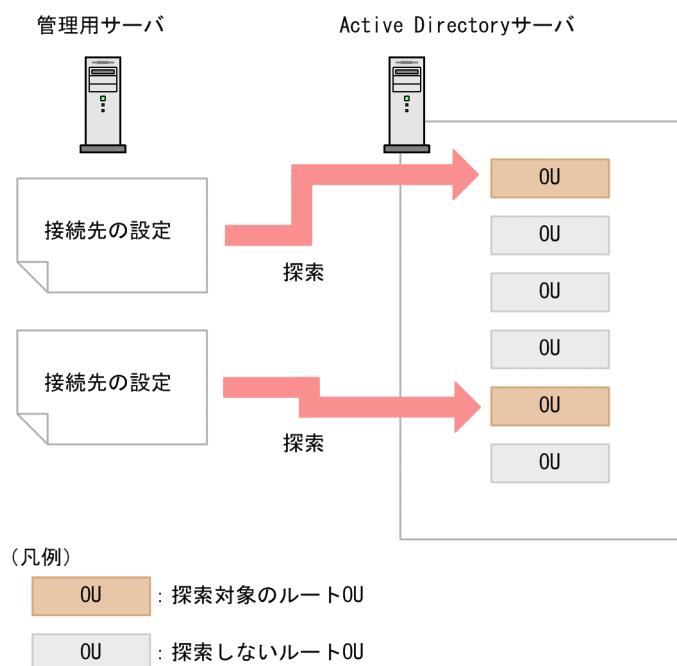 管理用サーバ
Active Directoryサーバ
接続先の設定
探索
接続先の設定
探索
OU
OU
OU
OU
OU
OU
(凡例)
OU : 探索対象のルートOU
OU : 探索しないルートOU